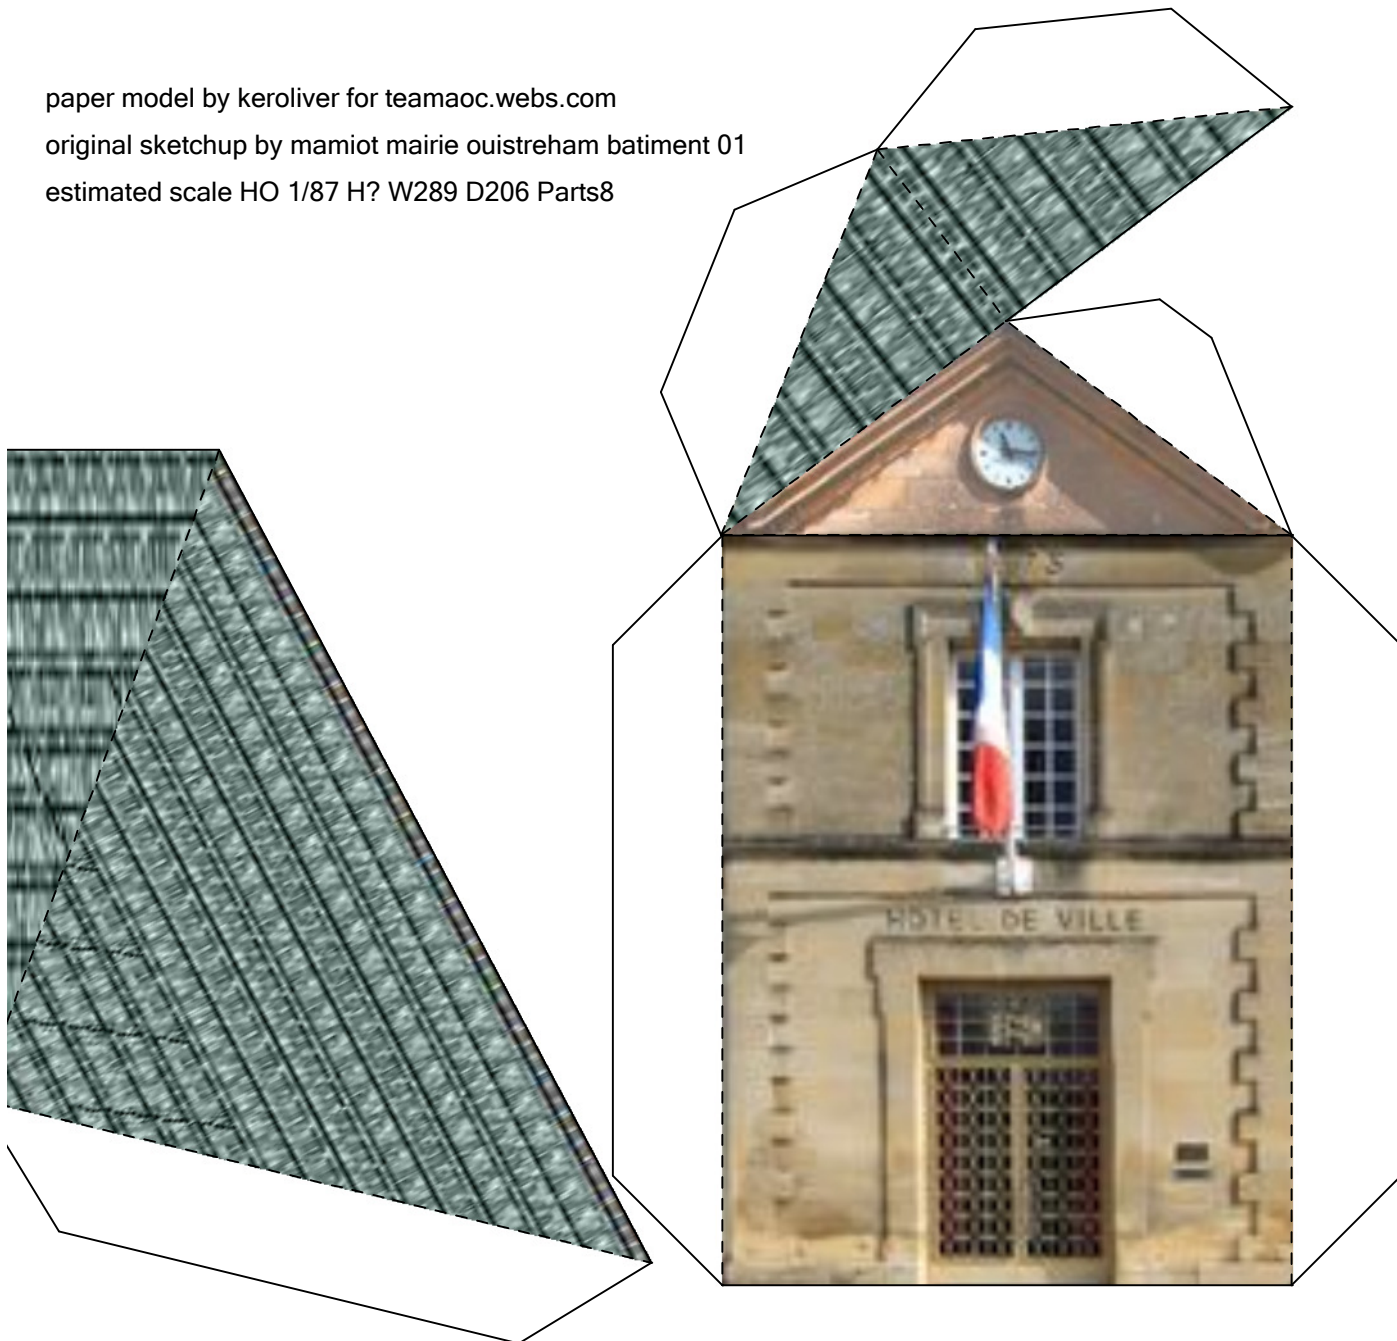 paper model by keroliver for teamaoc.webs.com
original sketchup by mamiot mairie ouistreham batiment 01
estimated scale HO 1/87 H? W289 D206 Parts8
HOTEL DE VILLE